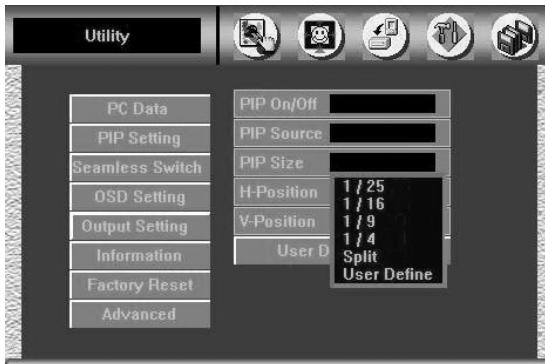 Utility
PC Data
PIP Setting
Seamless Switch
OSD Setting
Output Setting
Information
Factory Reset
Advanced
PIP On/Off
PIP Source
PIP Size
H-Position
V-Position
User D
1 / 25
1 / 16
1 / 9
1 / 4
Split
User Define